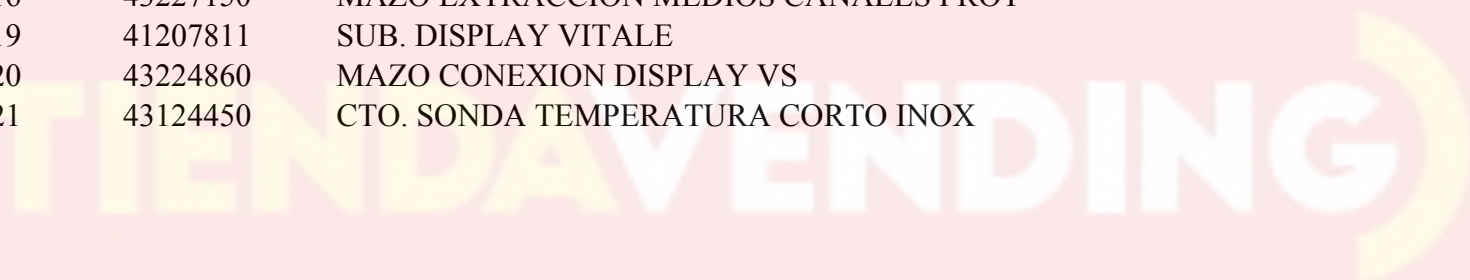 19 41207811 SUB. DISPLAY VITALE
20 43224860 MAZO CONEXION DISPLAY VS
21 43124450 CTO. SONDA TEMPERATURA CORTO INOX
TIENDAVENDING